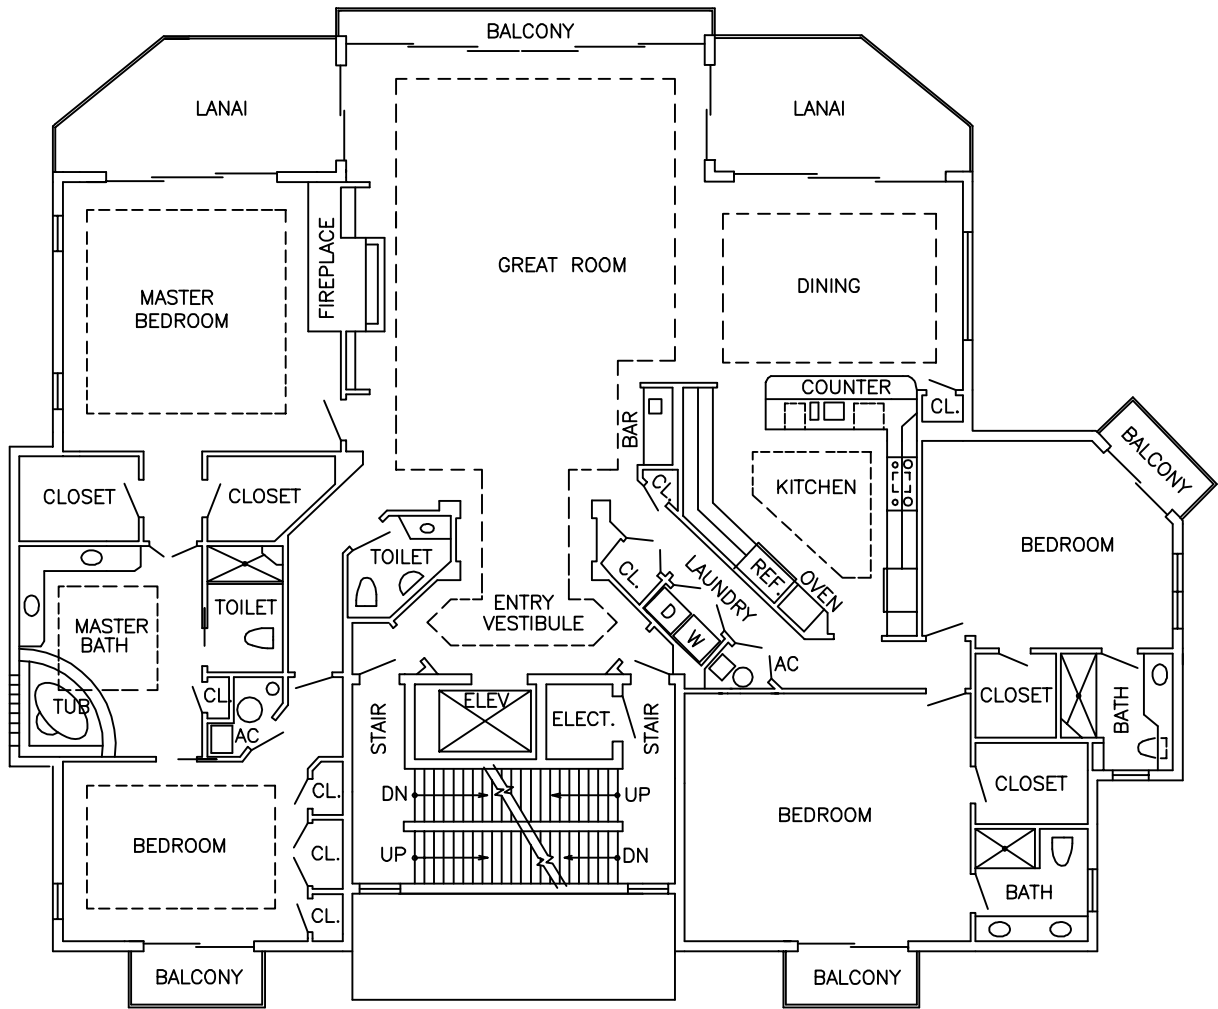 BALCONY
LANAI
LANAI
FIREPLACE
GREAT ROOM
DINING
MASTER
BEDROOM
COUNTER
CL.
BAR
BALCONY
CLOSET
CLOSET
CL.
KITCHEN
TOILET
BEDROOM
REF.
OVEN
LAUNDRY
CL.
TOILET
ENTRY
VESTIBULE
D
W
MASTER
BATH
AC
CL.
TUB
AC
ELEV
ELECT.
STAIR
STAIR
CLOSET
BATH
CL.
DN
UP
CLOSET
BEDROOM
BEDROOM
CL.
UP
DN
BATH
CL.
BALCONY
BALCONY